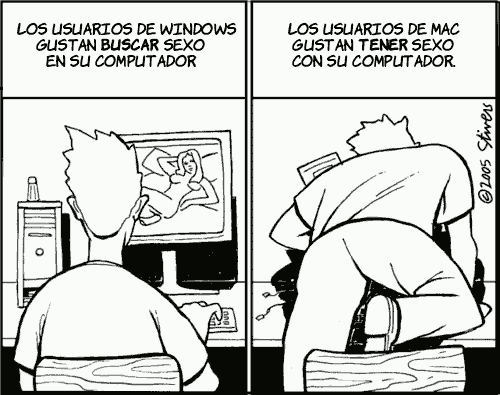 LOS USUARIOS DE WINDOWS
GUSTAN BUSCAR SEXO
EN SU COMPUTADOR
LOS USUARIOS DE MAC
GUSTAN TENER SEXO
CON SU COMPUTADOR.
©2005 Stivers